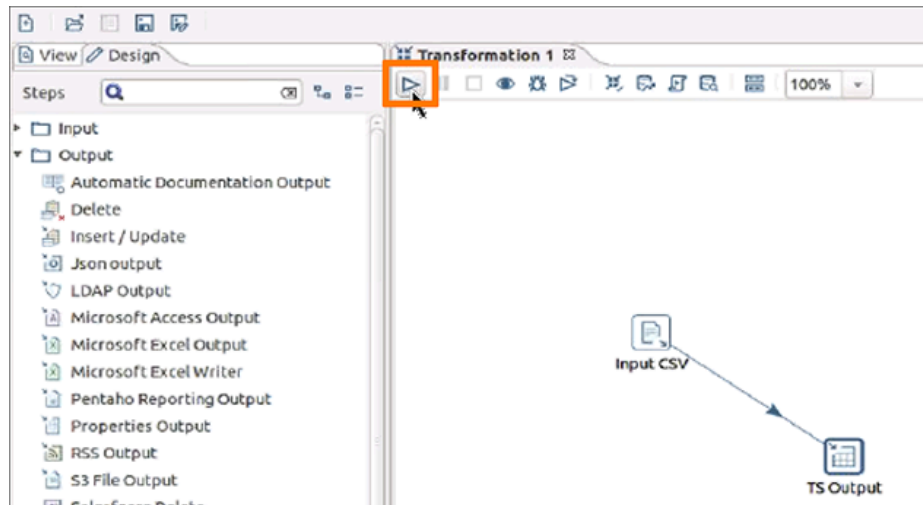 View Design
Transformation 1
Steps
100%
Input
Output
Automatic Documentation Output
Delete
Insert / Update
Json output
LDAP Output
Microsoft Access Output
Microsoft Excel Output
Microsoft Excel Writer
Pentaho Reporting Output
Properties Output
RSS Output
S3 File Output
Salesforce Delete
Input CSV
TS Output